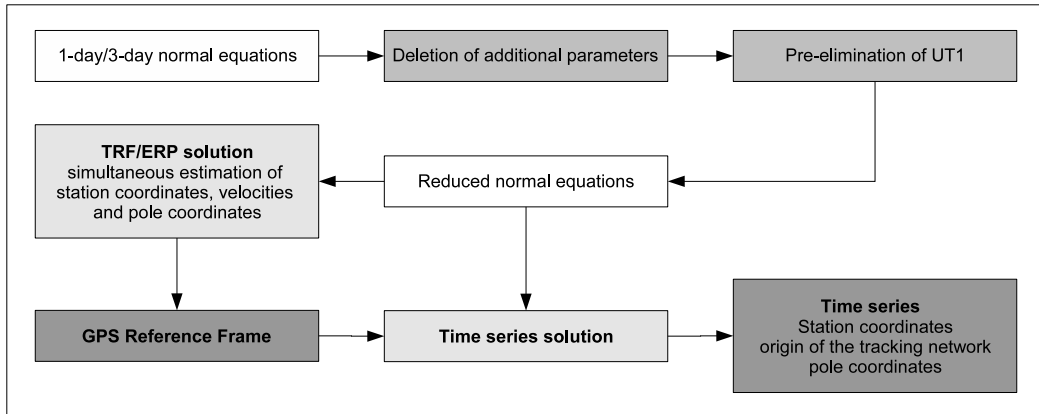 1-day/3-day normal equations
Deletion of additional parameters
Pre-elimination of UT1
TRF/ERP solution
simultaneous estimation of
station coordinates, velocities
and pole coordinates
Reduced normal equations
GPS Reference Frame
Time series solution
Time series
Station coordinates
origin of the tracking network
pole coordinates